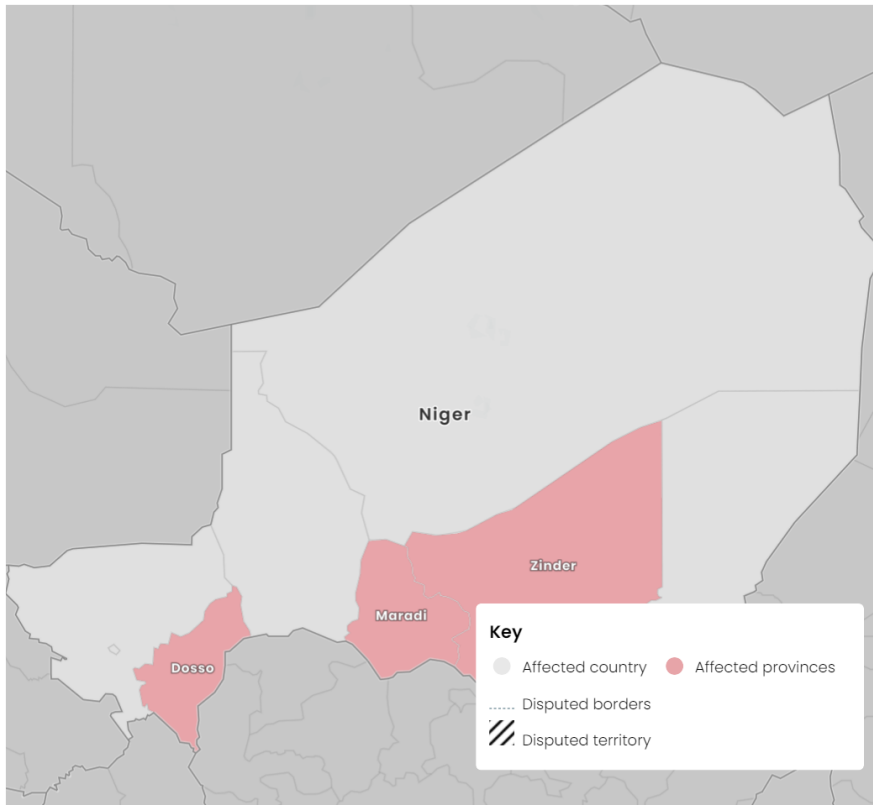 Niger
Zinder
Maradi
Dosso
Key
Affected country
Affected provinces
Disputed borders
Disputed territory